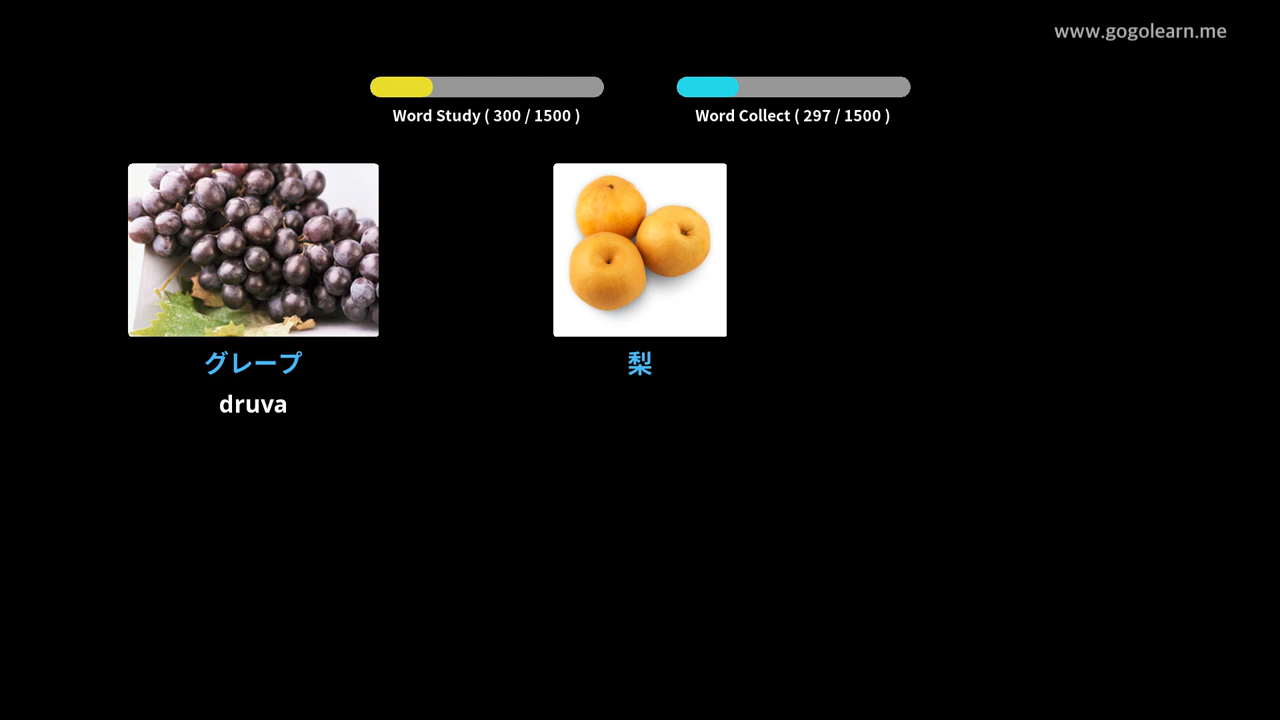 www.gogolearn.me
Word Study ( 300 / 1500 )
Word Collect ( 297 / 1500 )
グレープ
梨
druva